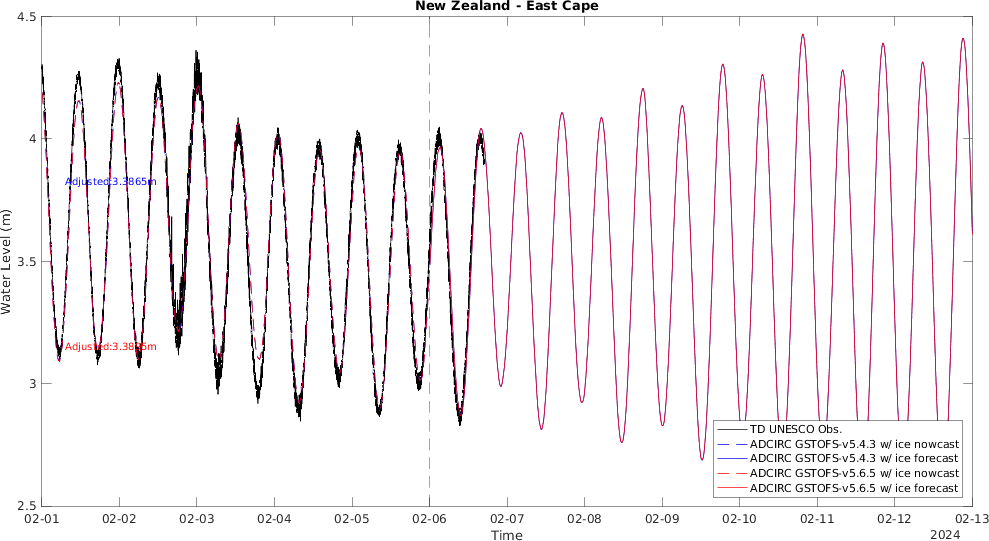 New Zealand - East Cape
4.5
4
3.5
3
2.5
Water Level (m)
Adjusted:3.3865m
TD UNESCO Obs.
ADCIRC GSTOFS-v5.4.3 w/ ice nowcast
ADCIRC GSTOFS-v5.4.3 w/ ice forecast
ADCIRC GSTOFS-v5.6.5 w/ ice nowcast
ADCIRC GSTOFS-v5.6.5 w/ ice forecast
02-01 02-02 02-03 02-04 02-05 02-06 02-07 02-08 02-09 02-10 02-11 02-12 02-13
Time
2024